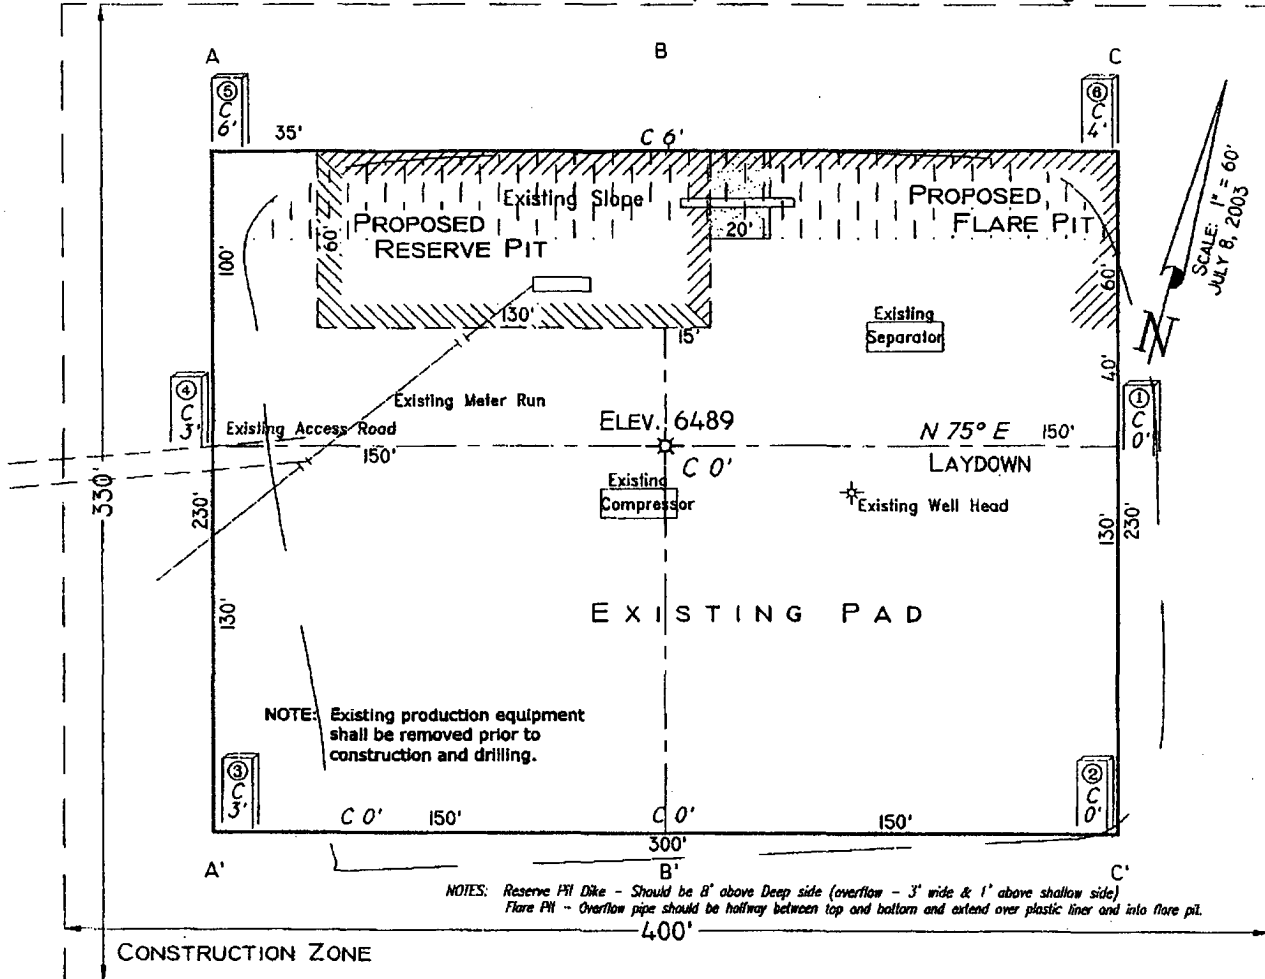 A
B
C
⑤
C
6'
⑥
C
4'
35'
C 6'
SCALE: 1" = 60'
JULY 8, 2003
N
Existing Slope
PROPOSED
RESERVE PIT
PROPOSED
FLARE PIT
20'
60'
100'
60'
130'
15'
Existing
Separator
40'
④
C
3'
①
C
0'
Existing Meter Run
Existing Access Road
150'
ELEV. 6489
N 75° E
150'
C 0'
LAYDOWN
Existing
Compressor
Existing Well Head
330'
230'
130'
230'
130'
EXISTING PAD
NOTE: Existing production equipment
shall be removed prior to
construction and drilling.
③
C
3'
②
C
0'
C 0'
150'
C 0'
150'
300'
A'
B'
C'
NOTES: Reserve Pit Dike - Should be 8' above Deep side (overflow - 3' wide & 1' above shallow side)
Flare Pit - Overflow pipe should be halfway between top and bottom and extend over plastic liner and into flare pit.
400'
CONSTRUCTION ZONE